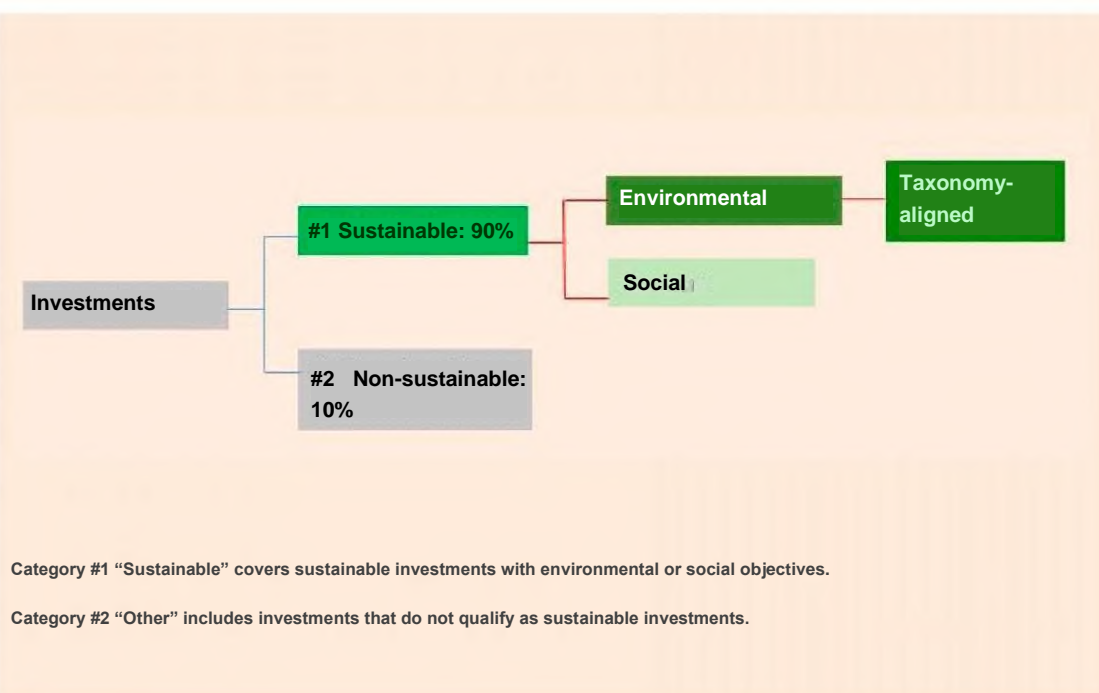 Investments
#1 Sustainable: 90%
#2 Non-sustainable:
10%
Environmental
Social
Taxonomy-
aligned
Category #1 “Sustainable” covers sustainable investments with environmental or social objectives.
Category #2 “Other” includes investments that do not qualify as sustainable investments.